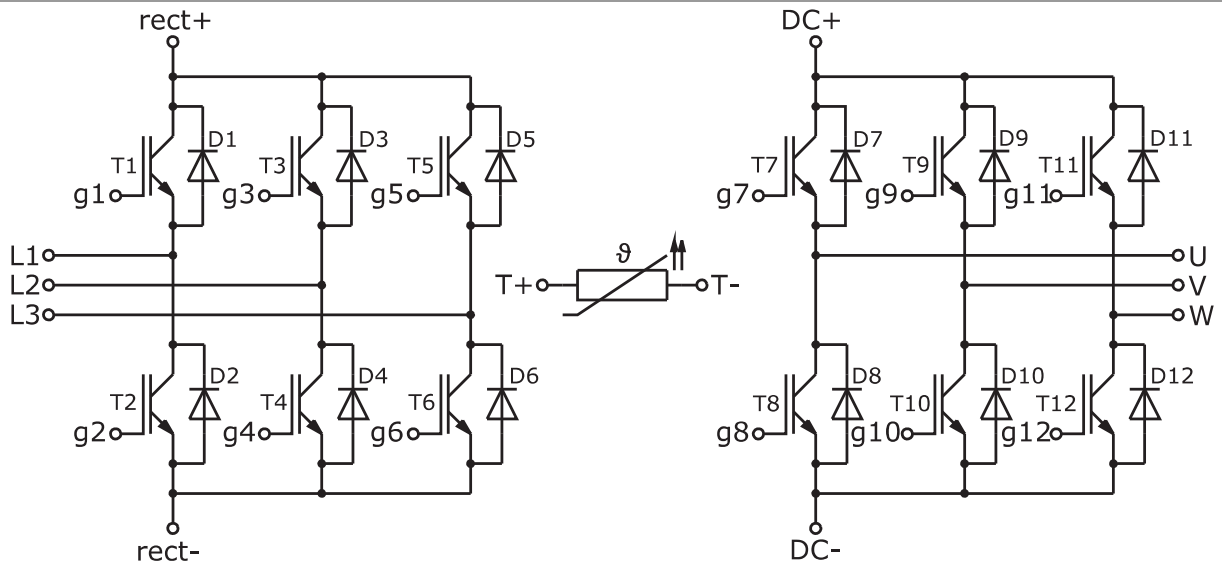 rect+
DC+
T1
D1
T3
D3
T5
D5
T7
D7
T9
D9
T11
D11
g1
g3
g5
g7
g9
g11
L1
L2
L3
T+
ϑ
T-
U
V
W
T2
D2
T4
D4
T6
D6
T8
D8
T10
D10
T12
D12
g2
g4
g6
g8
g10
g12
rect-
DC-